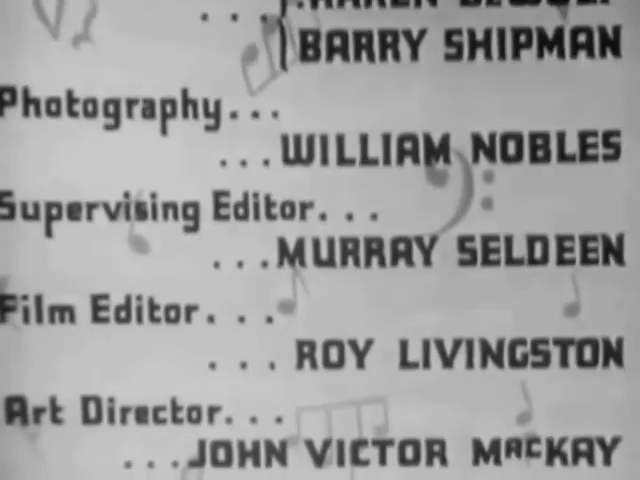 BARRY SHIPMAN
Photography...
...WILLIAM NOBLES
Supervising Editor...
...MURRAY SELDEEN
Film Editor...
...ROY LIVINGSTON
Art Director...
...JOHN VICTOR MACKAY